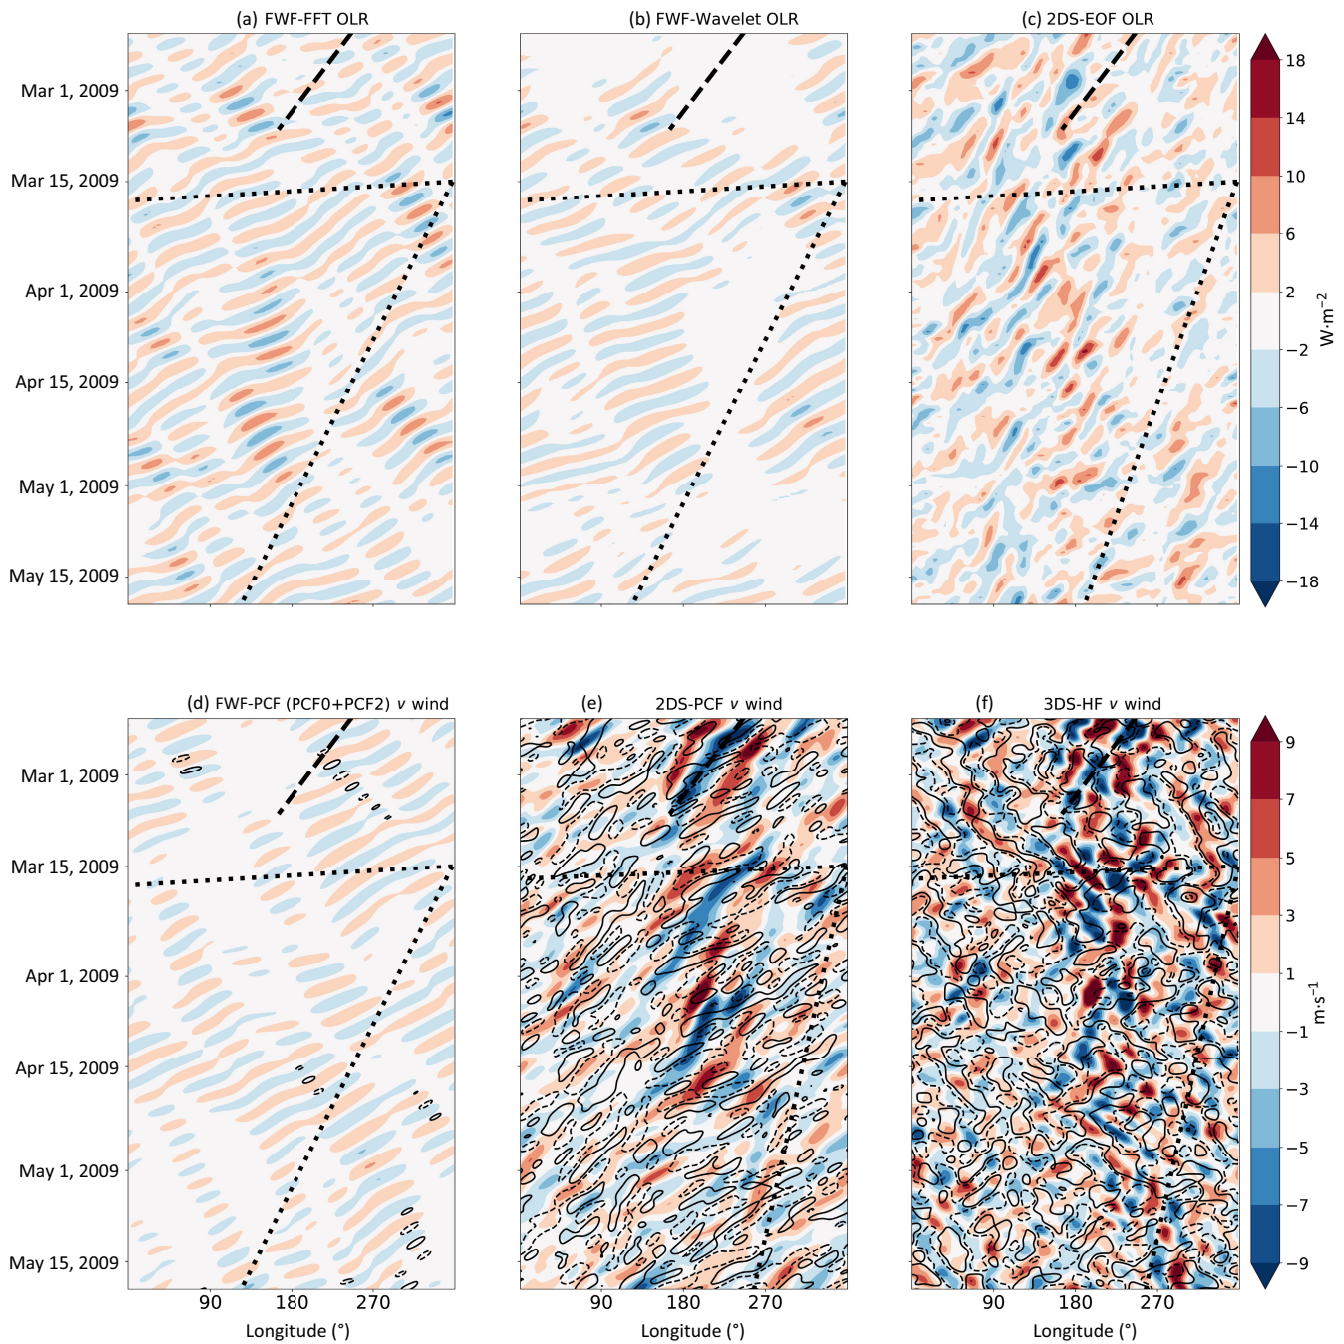 (a) FWF-FFT OLR
(b) FWF-Wavelet OLR
(c) 2DS-EOF OLR
Mar 1, 2009
Mar 15, 2009
Apr 1, 2009
Apr 15, 2009
May 1, 2009
May 15, 2009
18
14
10
6
2
−2
−6
−10
−14
−18
W·m⁻²
(d) FWF-PCF (PCF0+PCF2) v wind
(e) 2DS-PCF v wind
(f) 3DS-HF v wind
Mar 1, 2009
Mar 15, 2009
Apr 1, 2009
Apr 15, 2009
May 1, 2009
May 15, 2009
9
7
5
3
1
−1
−3
−5
−7
−9
m·s⁻¹
90 180 270
90 180 270
90 180 270
Longitude (°)
Longitude (°)
Longitude (°)